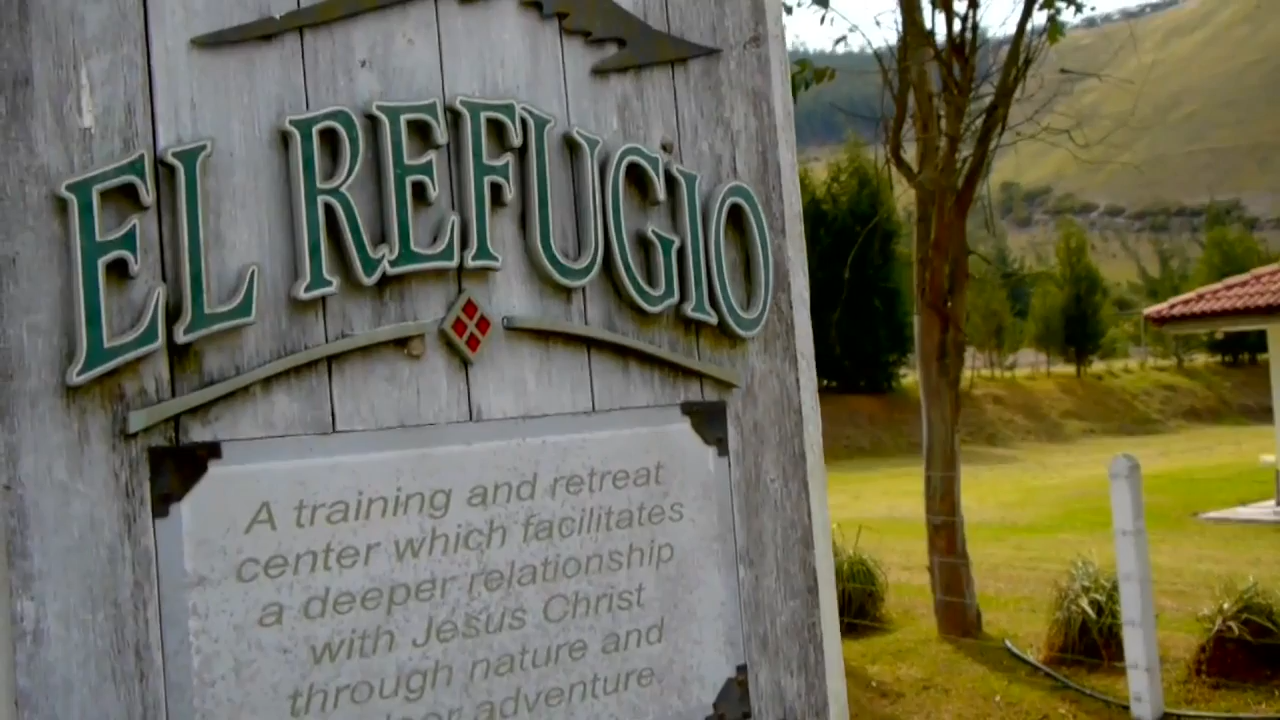 EL REFUGIO
A training and retreat
center which facilitates
a deeper relationship
with Jesus Christ
through nature and
adventure.